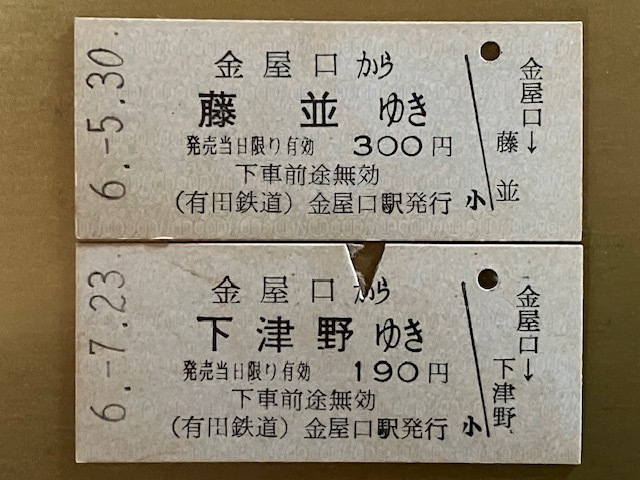 6.-5.30.
金屋口から
藤並ゆき
発売当日限り有効 300円
下車前途無効
(有田鉄道) 金屋口駅発行 小
金屋口→藤並
6.-7.23.
金屋口から
下津野ゆき
発売当日限り有効 190円
下車前途無効
(有田鉄道) 金屋口駅発行 小
金屋口→下津野